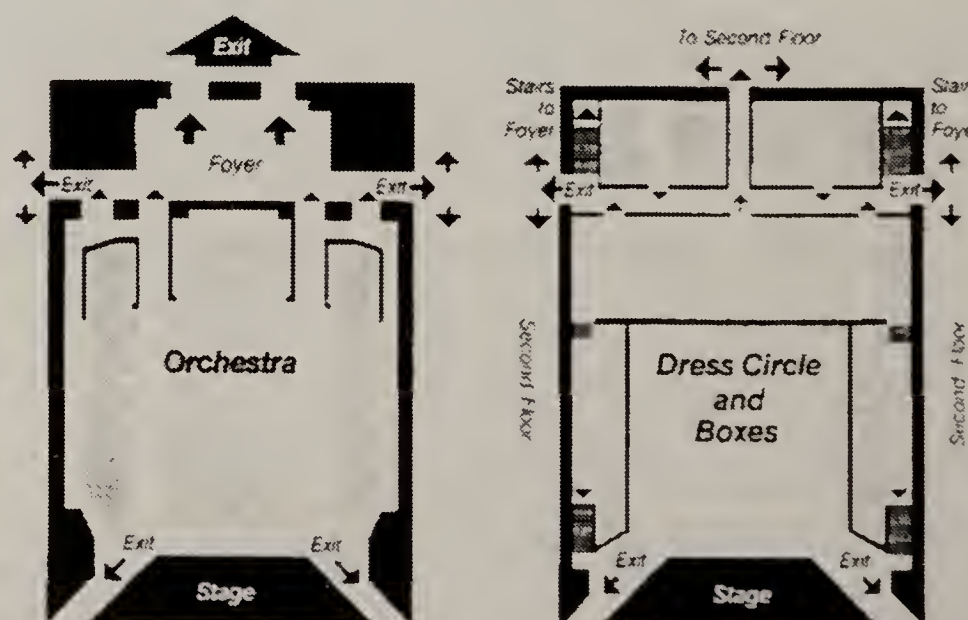 Exit
Foyer
Exit
Exit
Orchestra
Exit
Exit
Stage
To Second Floor
Stairs
to
Foyer
Stairs
to
Foyer
Exit
Exit
Second Floor
Second Floor
Dress Circle
and
Boxes
Exit
Exit
Stage